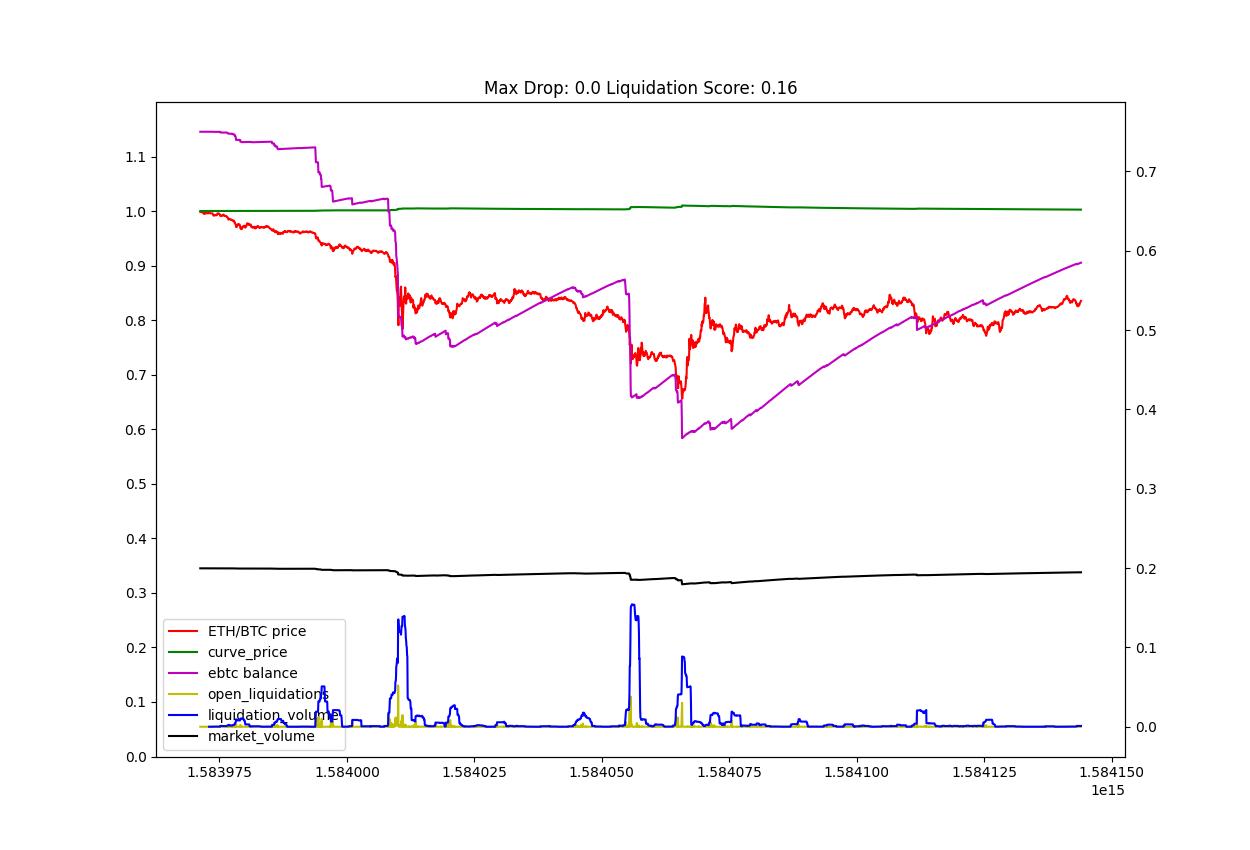 Max Drop: 0.0 Liquidation Score: 0.16
1.1
1.0
0.9
0.8
0.7
0.6
0.5
0.4
0.3
0.2
0.1
0.0
0.7
0.6
0.5
0.4
0.3
0.2
0.1
0.0
ETH/BTC price
curve_price
ebtc balance
open_liquidations
liquidation_volume
market_volume
1.583975 1.584000 1.584025 1.584050 1.584075 1.584100 1.584125 1.584150
1e15